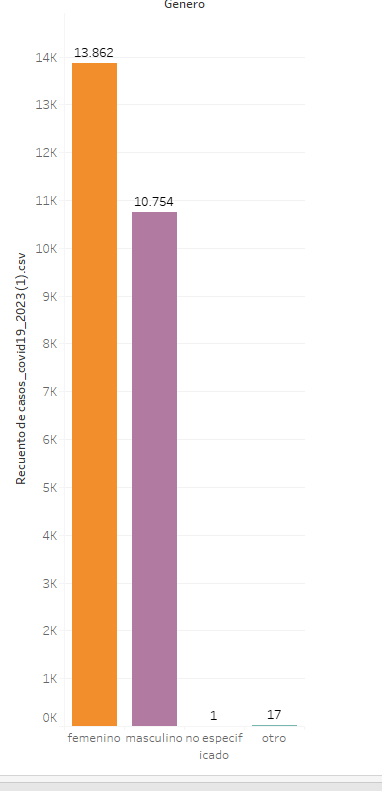 Genero
14K
13K
12K
11K
10K
9K
8K
7K
6K
5K
4K
3K
2K
1K
0K
Recuento de casos_covid19_2023 (1).csv
13.862
10.754
1
17
femenino
masculino
no especif
icado
otro